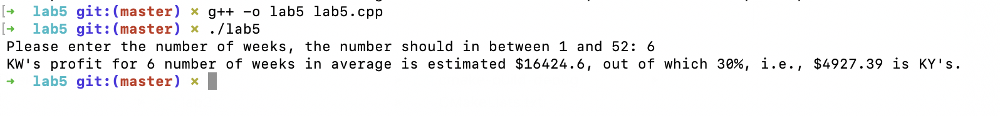 [➜  lab5 git:(master) ✗ g++ -o lab5 lab5.cpp
[➜  lab5 git:(master) ✗ ./lab5
Please enter the number of weeks, the number should in between 1 and 52: 6
KW's profit for 6 number of weeks in average is estimated $16424.6, out of which 30%, i.e., $4927.39 is KY's.
➜  lab5 git:(master) ✗